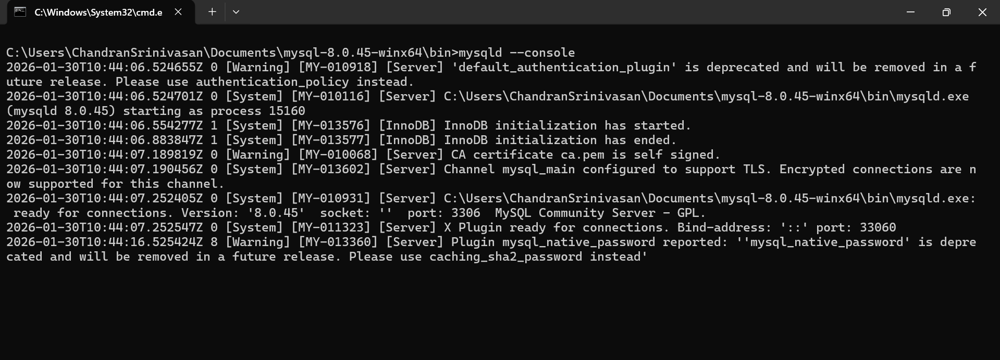 C:\Windows\System32\cmd.e
C:\Users\ChandranSrinivasan\Documents\mysql-8.0.45-winx64\bin>mysqld --console
2026-01-30T10:44:06.524655Z 0 [Warning] [MY-010918] [Server] 'default_authentication_plugin' is deprecated and will be removed in a f
uture release. Please use authentication_policy instead.
2026-01-30T10:44:06.524701Z 0 [System] [MY-010116] [Server] C:\Users\ChandranSrinivasan\Documents\mysql-8.0.45-winx64\bin\mysqld.exe
(mysqld 8.0.45) starting as process 15160
2026-01-30T10:44:06.554277Z 1 [System] [MY-013576] [InnoDB] InnoDB initialization has started.
2026-01-30T10:44:06.883847Z 1 [System] [MY-013577] [InnoDB] InnoDB initialization has ended.
2026-01-30T10:44:07.189819Z 0 [Warning] [MY-010068] [Server] CA certificate ca.pem is self signed.
2026-01-30T10:44:07.190456Z 0 [System] [MY-013602] [Server] Channel mysql_main configured to support TLS. Encrypted connections are n
ow supported for this channel.
2026-01-30T10:44:07.252405Z 0 [System] [MY-010931] [Server] C:\Users\ChandranSrinivasan\Documents\mysql-8.0.45-winx64\bin\mysqld.exe:
 ready for connections. Version: '8.0.45'  socket: ''  port: 3306  MySQL Community Server - GPL.
2026-01-30T10:44:07.252547Z 0 [System] [MY-011323] [Server] X Plugin ready for connections. Bind-address: '::' port: 33060
2026-01-30T10:44:16.525424Z 8 [Warning] [MY-013360] [Server] Plugin mysql_native_password reported: ''mysql_native_password' is depre
cated and will be removed in a future release. Please use caching_sha2_password instead'